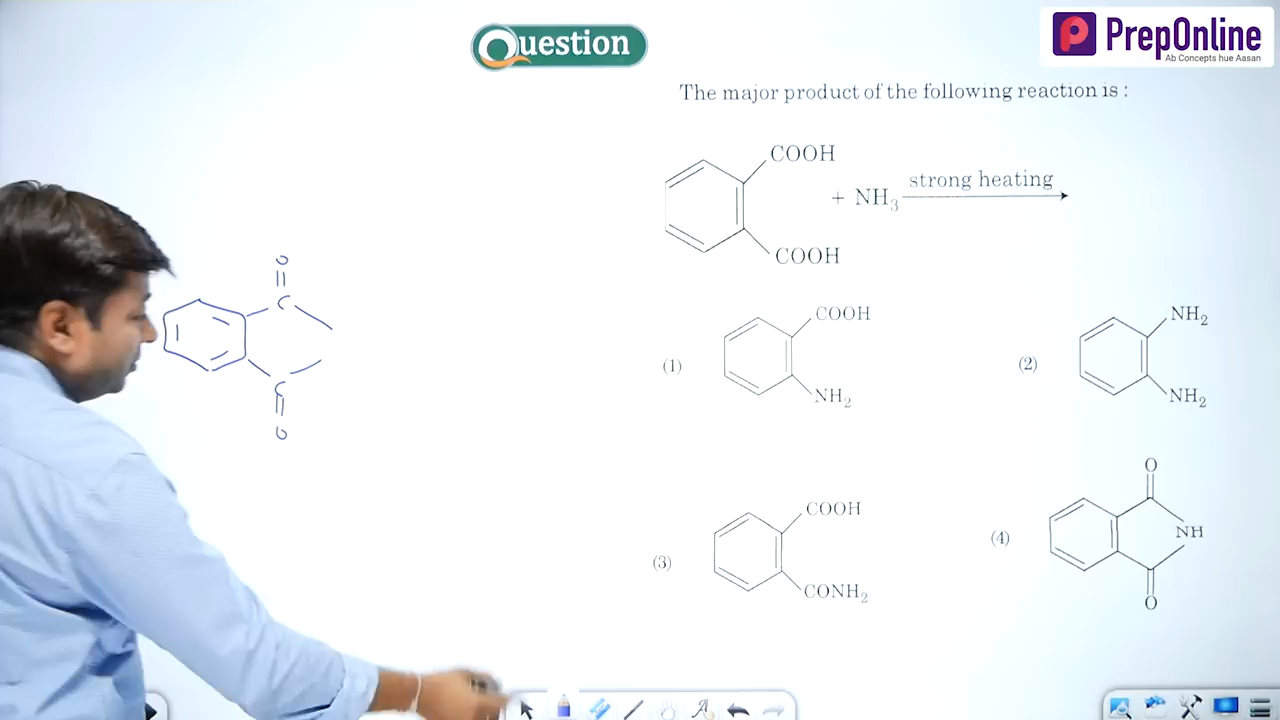 Question
PrepOnline
Ab Concepts hue Aasan
The major product of the following reaction is :
COOH
+ NH₃ strong heating
COOH
(1)
COOH
NH₂
(2)
NH₂
NH₂
(3)
COOH
CONH₂
(4)
O
NH
O
O
C
C
O